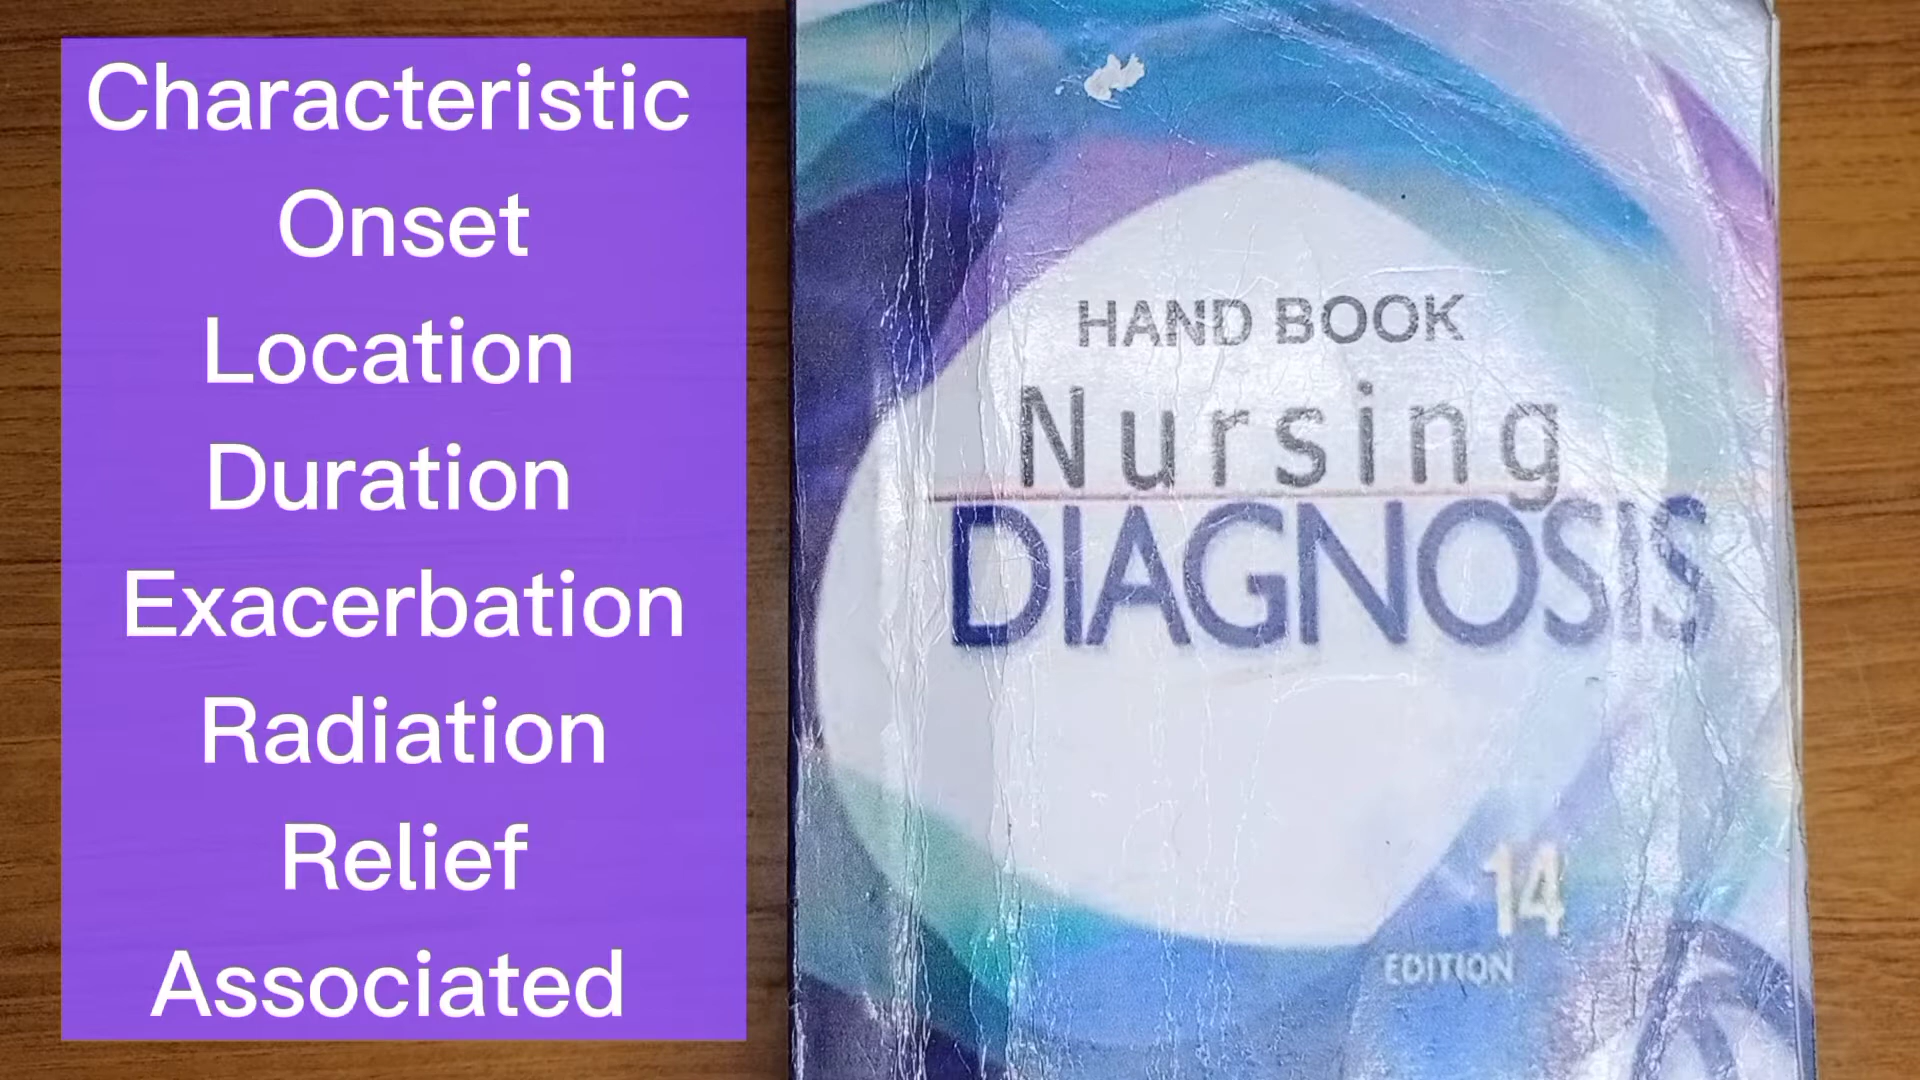 Characteristic
Onset
Location
Duration
Exacerbation
Radiation
Relief
Associated
HAND BOOK
Nursing
DIAGNOSIS
14
EDITION